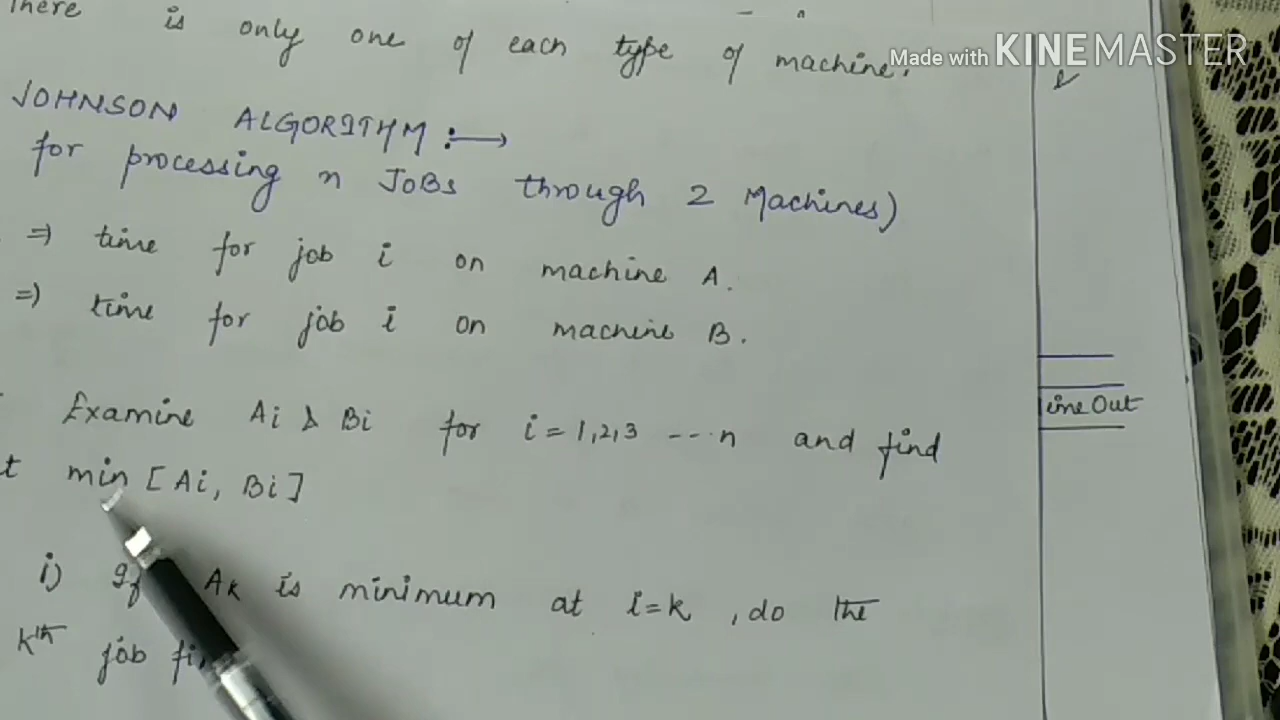 There is only one of each type of machine.
Made with KINEMASTER
JOHNSON ALGORITHM :→
for processing n JOBS through 2 Machines)
⇒ time for job i on machine A.
⇒ time for job i on machine B.
Examine Ai & Bi for i = 1,2,3 --- n and find
min [Ai, Bi]
i) If AK is minimum at i=K , do the
Kth job
Out